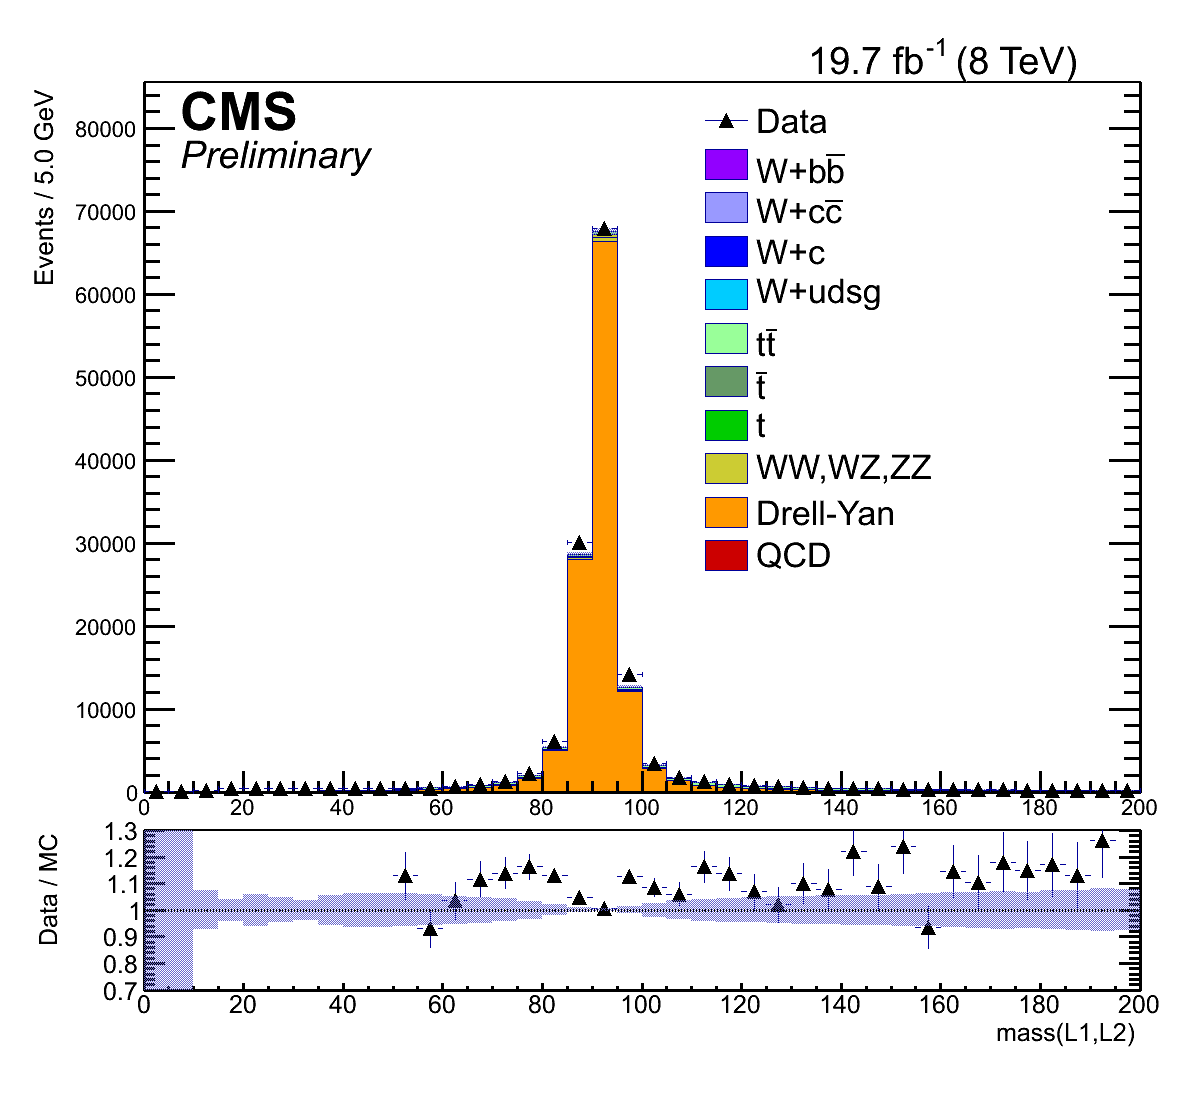 19.7 fb⁻¹ (8 TeV)
CMS
Preliminary
Events / 5.0 GeV
80000
70000
60000
50000
40000
30000
20000
10000
0
Data
W+bb̅
W+cc̅
W+c
W+udsg
tt̅
t̅
t
WW,WZ,ZZ
Drell-Yan
QCD
0 20 40 60 80 100 120 140 160 180 200
Data / MC
1.3
1.2
1.1
1
0.9
0.8
0.7
0 20 40 60 80 100 120 140 160 180 200
mass(L1,L2)